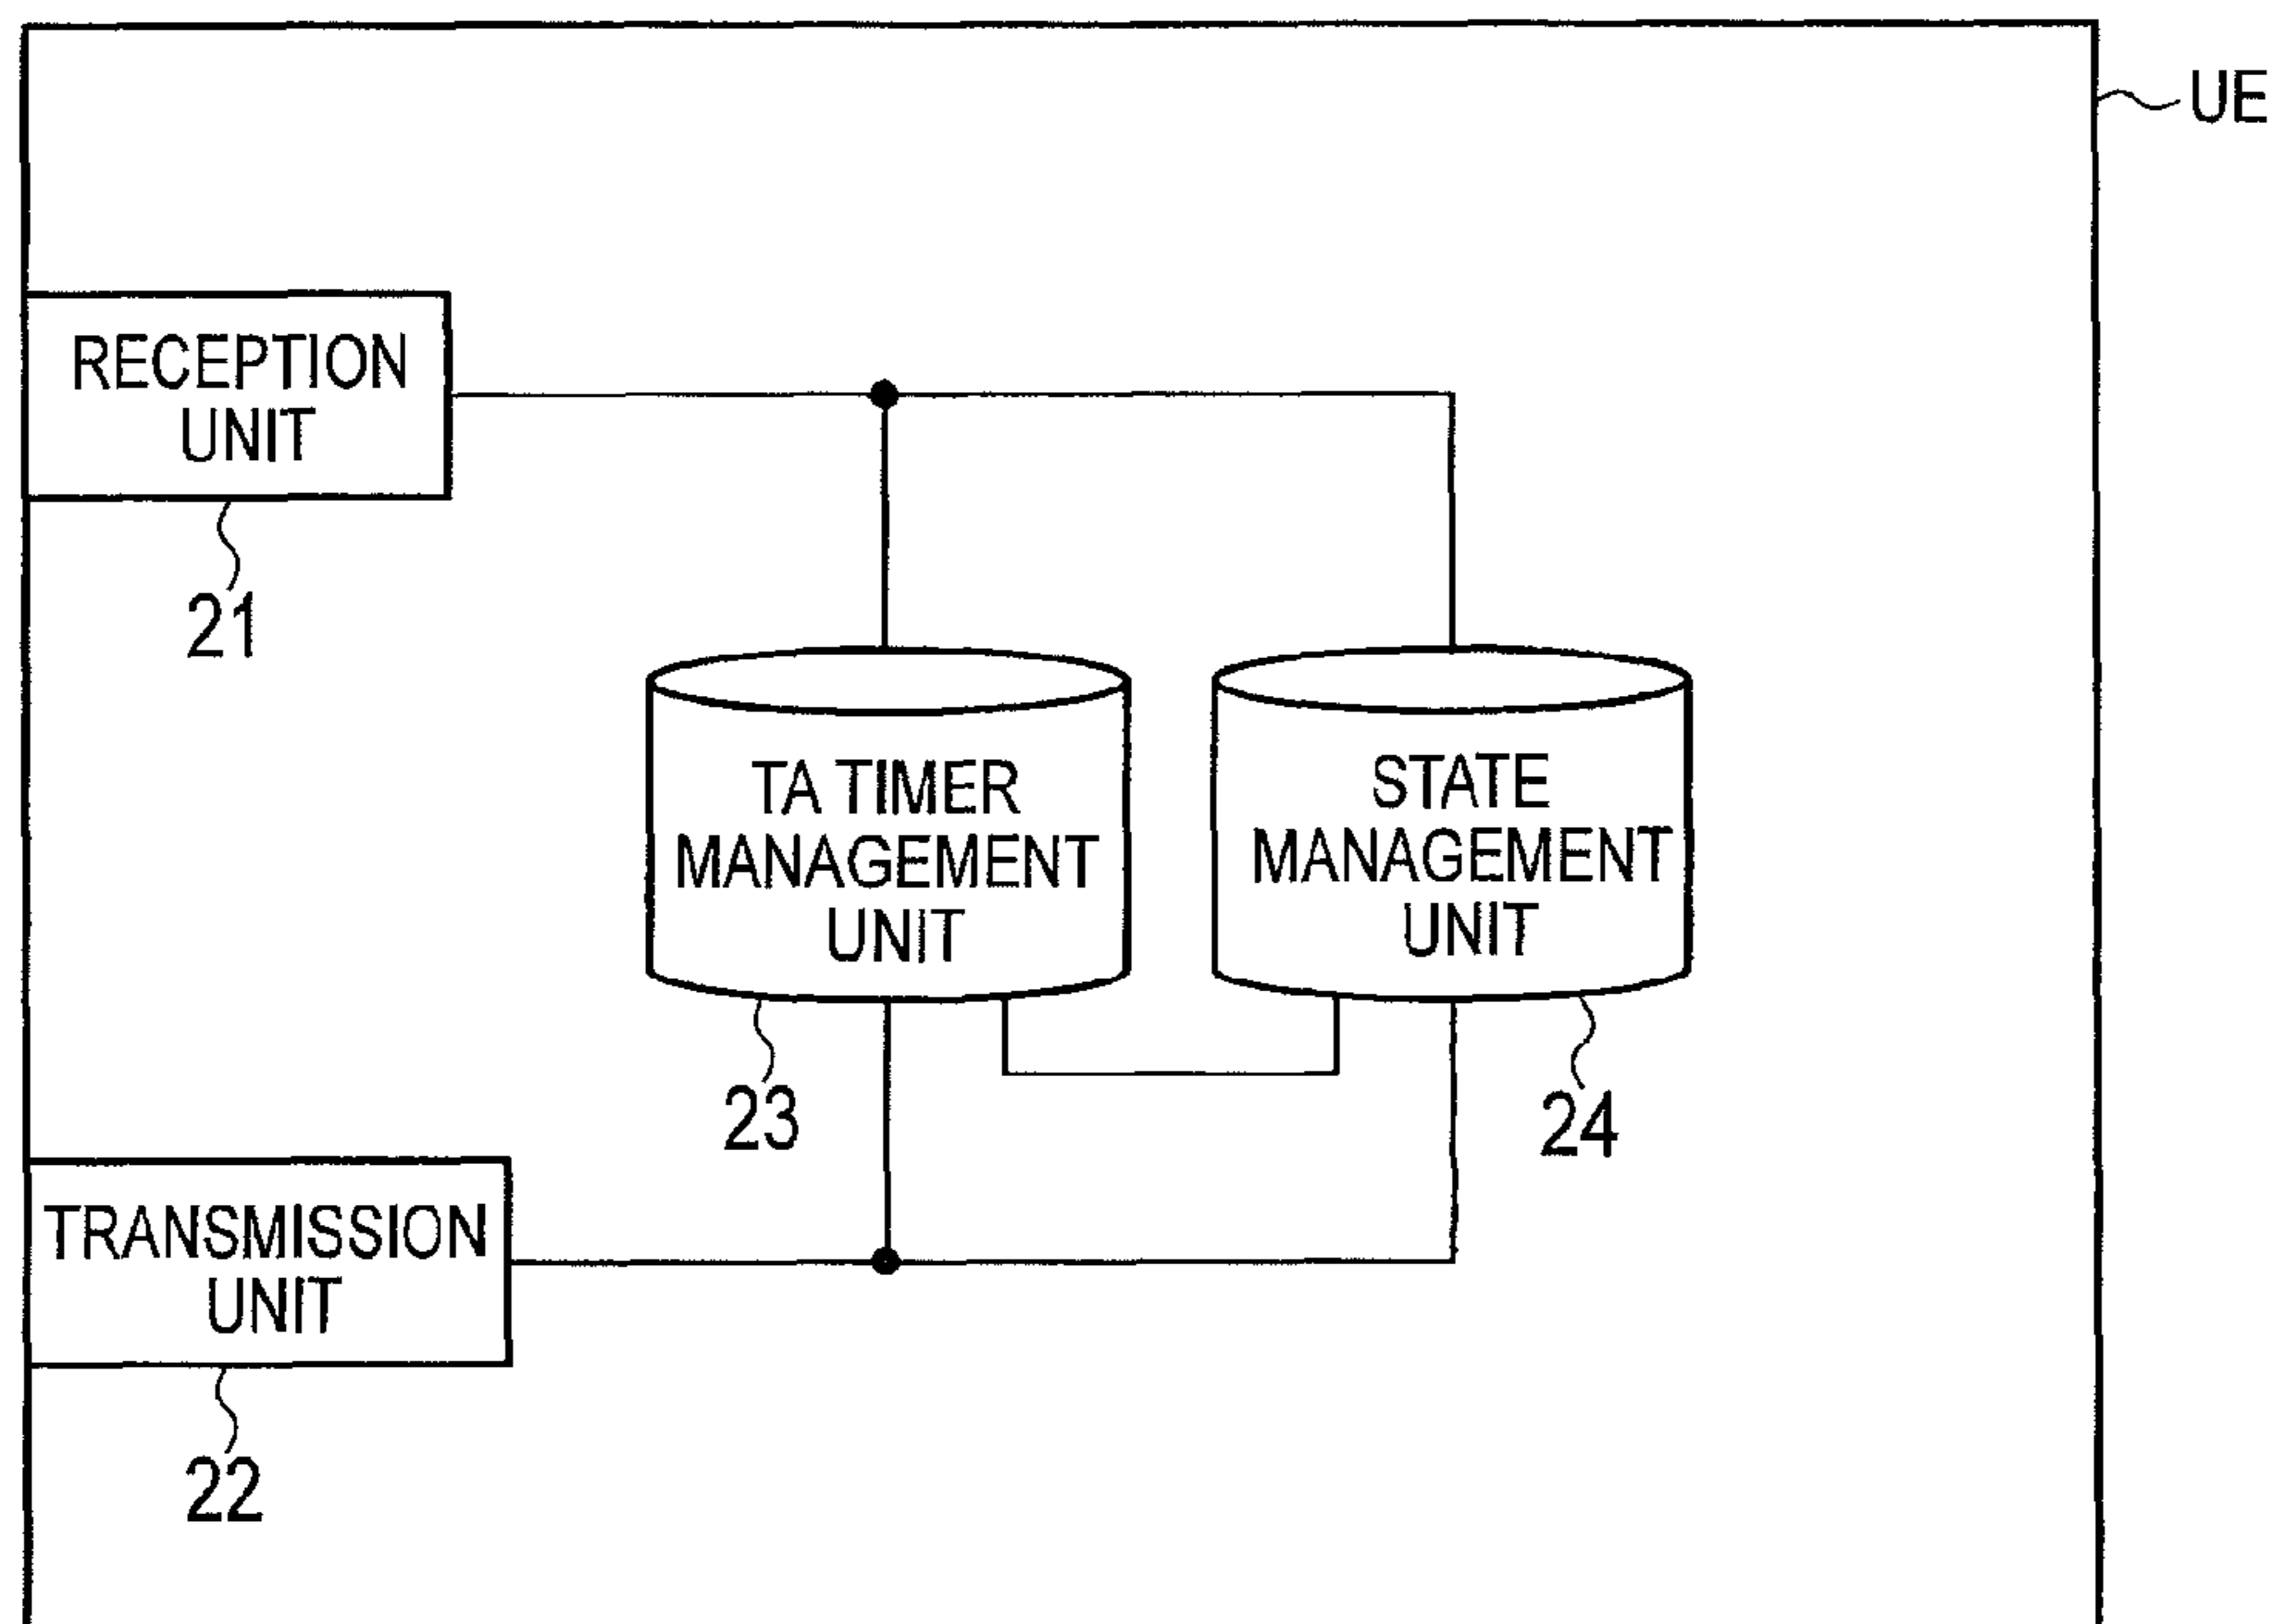 UE
RECEPTION
UNIT
21
TA TIMER
MANAGEMENT
UNIT
23
STATE
MANAGEMENT
UNIT
24
TRANSMISSION
UNIT
22